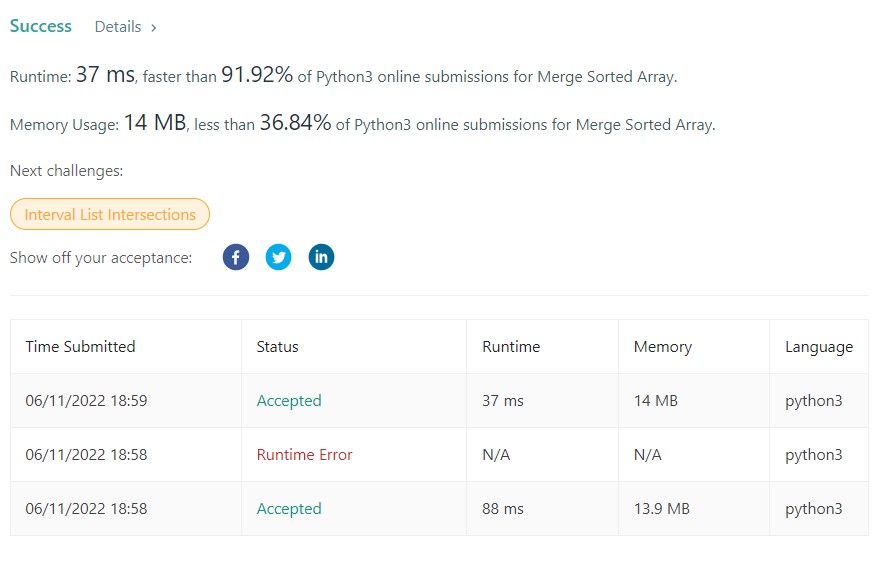 Success Details >
Runtime: 37 ms, faster than 91.92% of Python3 online submissions for Merge Sorted Array.
Memory Usage: 14 MB, less than 36.84% of Python3 online submissions for Merge Sorted Array.
Next challenges:
Interval List Intersections
Show off your acceptance: f in
Time Submitted Status Runtime Memory Language
06/11/2022 18:59 Accepted 37 ms 14 MB python3
06/11/2022 18:58 Runtime Error N/A N/A python3
06/11/2022 18:58 Accepted 88 ms 13.9 MB python3